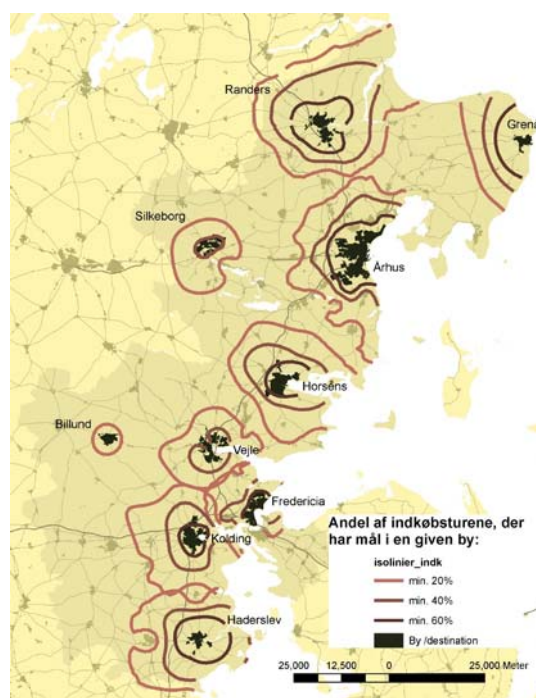 Randers
Grena
Silkeborg
Århus
Horsens
Billund
Vejle
Fredericia
Kolding
Haderslev
Andel af indkøbsturene, der
har mål i en given by:
isolinier_indk
min. 20%
min. 40%
min. 60%
By /destination
25,000 12,500 0 25,000 Meter